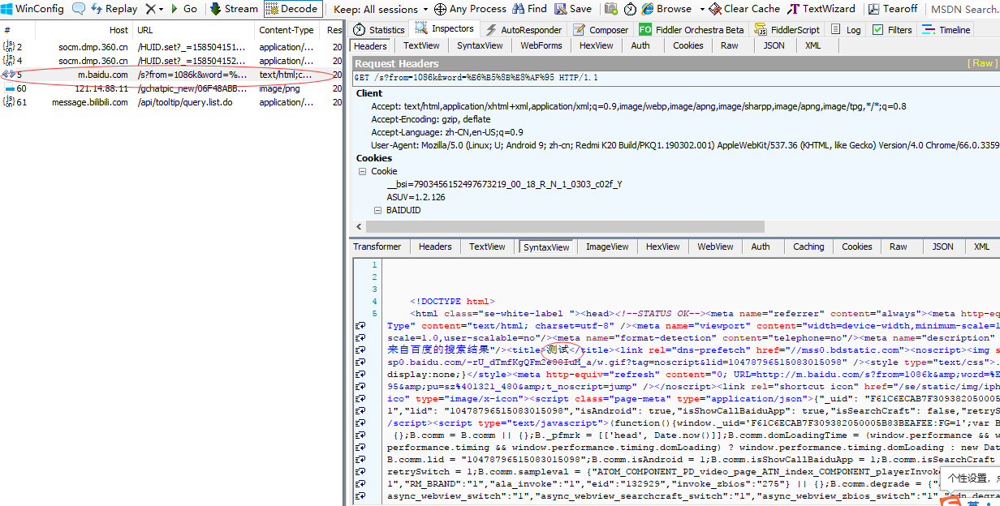 WinConfig Replay Go Stream Decode Keep: All sessions Any Process Find Save Browse Clear Cache TextWizard Tearoff MSDN Search.
# Host URL Content-Type Res
2 socm.dmp.360.cn /HUID.set?_=158504151... application/... 20
4 socm.dmp.360.cn /HUID.set?_=158504152... application/... 20
5 m.baidu.com /s?from=1086k&word=%... text/html;c... 20
60 121.14.88.11 /gchatpic_new/06F48ABB... image/png 20
61 message.bilibili.com /api/tooltip/query.list.do application/... 20
Statistics Inspectors AutoResponder Composer FO Fiddler Orchestra Beta FiddlerScript Log Filters Timeline
Headers TextView SyntaxView WebForms HexView Auth Cookies Raw JSON XML
Request Headers [ Raw ]
GET /s?from=1086k&word=%E6%B5%8B%E8%AF%95 HTTP/1.1
Client
Accept: text/html,application/xhtml+xml,application/xml;q=0.9,image/webp,image/apng,image/sharpp,image/apng,image/tpg,*/*;q=0.8
Accept-Encoding: gzip, deflate
Accept-Language: zh-CN,en-US;q=0.9
User-Agent: Mozilla/5.0 (Linux; U; Android 9; zh-cn; Redmi K20 Build/PKQ1.190302.001) AppleWebKit/537.36 (KHTML, like Gecko) Version/4.0 Chrome/66.0.3359
Cookies
Cookie
__bsi=7903456152497673219_00_18_R_N_1_0303_c02f_Y
ASUV=1.2.126
BAIDUID
Transformer Headers TextView SyntaxView ImageView HexView WebView Auth Caching Cookies Raw JSON XML
1
2
3
4 <!DOCTYPE html>
5 <html class="se-white-label "><head><!--STATUS OK--><meta name="referrer" content="always"><meta http-eq
Type" content="text/html; charset=utf-8" /><meta name="viewport" content="width=device-width,minimum-scale=1
scale=1.0,user-scalable=no"/><meta name="format-detection" content="telephone=no"/><meta name="description"
来自百度的搜索结果"/><title>测试</title><link rel="dns-prefetch" href="//mss0.bdstatic.com"><noscript><img s
sp0.baidu.com/-rU_dTmfKgQFm2e88IuM_a/w.gif?tag=noscript&lid=10478796515083015098" /><style type="text/css">.
display:none;}</style><meta http-equiv="refresh" content="0; URL=http://m.baidu.com/s?from=1086k&amp;word=%E
95&amp;pu=sz%401321_480&amp;t_noscript=jump" /></noscript><link rel="shortcut icon" href="/se/static/img/iph
ico" type="image/x-icon"><script class="page-meta" type="application/json">{"_uid": "F61C6ECAB7F309382050005
1","lid": "10478796515083015098","isAndroid": true,"isShowCallBaiduApp": true,"isSearchCraft": false,"retryS
/script><script type="text/javascript">(function(){window._uid='F61C6ECAB7F309382050005B83BEAFEE:FG=1';var B
{};B.comm = B.comm || {};B._pfmrk = [['head', Date.now()]];B.comm.domLoadingTime = (window.performance && w
performance.timing && window.performance.timing.domLoading) ? window.performance.timing.domLoading : new Dat
B.comm.lid = "10478796515083015098";B.comm.isAndroid = 1;B.comm.isShowCallBaiduApp = 1;B.comm.isSearchCraft
retrySwitch = 1;B.comm.sampleval = {"ATOM_COMPONENT_PD_video_page_ATN_index_COMPONENT_playerInvok
1","RM_BRAND":"1","ala_invoke":"1","eid":"132929","invoke_zbios":"275"} || {};B.comm.degrade = {"a
async_webview_switch":"1","async_webview_searchcraft_switch":"1","async_webview_zbios_switch":"1"
个性设置，点
英